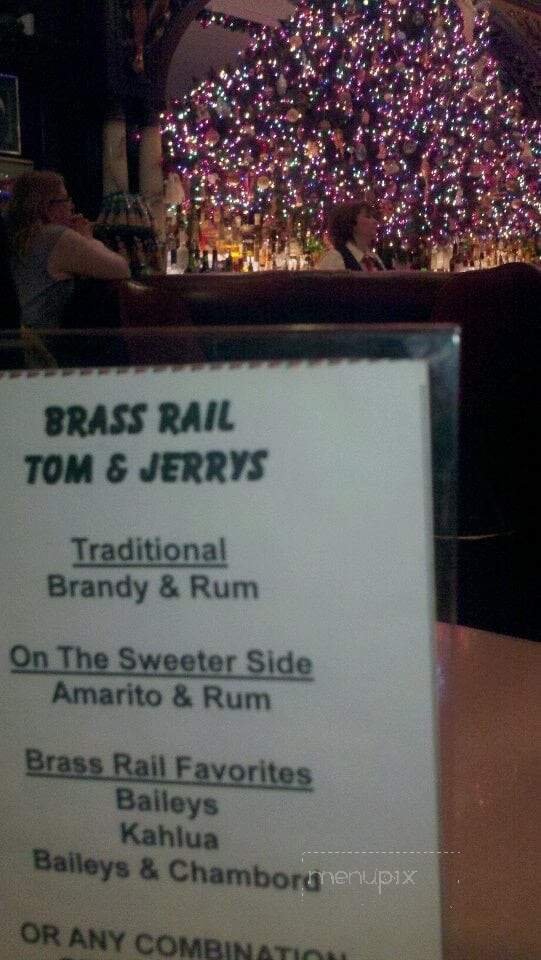 BRASS RAIL
TOM & JERRYS
Traditional
Brandy & Rum
On The Sweeter Side
Amarito & Rum
Brass Rail Favorites
Baileys
Kahlua
Baileys & Chambord
menupix
OR ANY COMBINATION